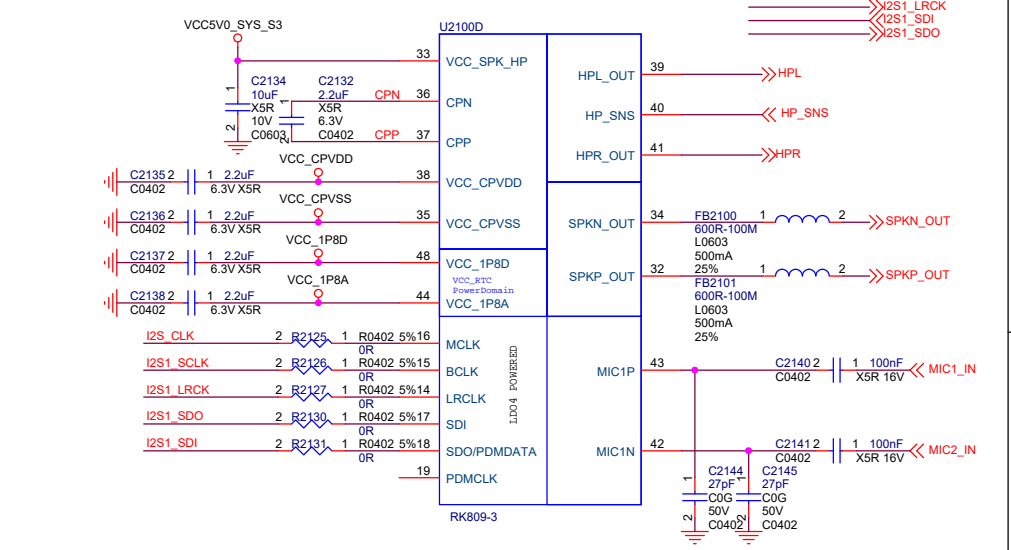 I2S1_LRCK
I2S1_SDI
I2S1_SDO
VCC5V0_SYS_S3
U2100D
33 VCC_SPK_HP
C2134
10uF
X5R
10V
C0603
1
2
C2132
2.2uF
X5R
6.3V
C0402
1
2
CPN 36 CPN
CPP 37 CPP
VCC_CPVDD
C2135 2 1 2.2uF
C0402 6.3V X5R
38 VCC_CPVDD
VCC_CPVSS
C2136 2 1 2.2uF
C0402 6.3V X5R
35 VCC_CPVSS
VCC_1P8D
C2137 2 1 2.2uF
C0402 6.3V X5R
48 VCC_1P8D
VCC_RTC
PowerDomain
VCC_1P8A
C2138 2 1 2.2uF
C0402 6.3V X5R
44 VCC_1P8A
I2S_CLK 2 R2125 1 R0402 5% 16 MCLK
0R
I2S1_SCLK 2 R2126 1 R0402 5% 15 BCLK
0R
I2S1_LRCK 2 R2127 1 R0402 5% 14 LRCLK
0R
I2S1_SDO 2 R2130 1 R0402 5% 17 SDI
0R
I2S1_SDI 2 R2131 1 R0402 5% 18 SDO/PDMDATA
0R
19 PDMCLK
LDO4 POWERED
RK809-3
HPL_OUT 39 HPL
HP_SNS 40 HP_SNS
HPR_OUT 41 HPR
SPKN_OUT 34 FB2100 1 2 SPKN_OUT
600R-100M
L0603
500mA
25%
SPKP_OUT 32 1 2 SPKP_OUT
FB2101
600R-100M
L0603
500mA
25%
MIC1P 43 C2140 2 1 100nF MIC1_IN
C0402 X5R 16V
MIC1N 42 C2141 2 1 100nF MIC2_IN
C0402 X5R 16V
C2144
27pF
C0G
50V
C0402
1
2
C2145
27pF
C0G
50V
C0402
1
2